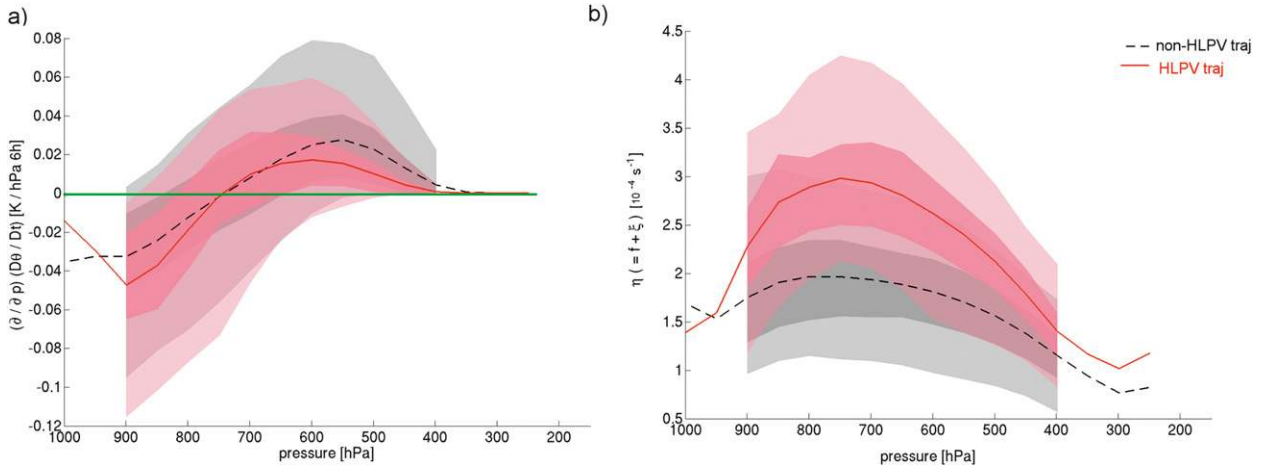 a)
0.08
0.06
0.04
0.02
0
-0.02
-0.04
-0.06
-0.08
-0.1
-0.12
(∂ / ∂ p) (Dθ / Dt) [K / hPa 6h]
1000 900 800 700 600 500 400 300 200
pressure [hPa]
b)
4.5
4
3.5
3
2.5
2
1.5
1
0.5
η ( = f + ξ ) [10⁻⁴ s⁻¹]
1000 900 800 700 600 500 400 300 200
pressure [hPa]
non-HLPV traj
HLPV traj